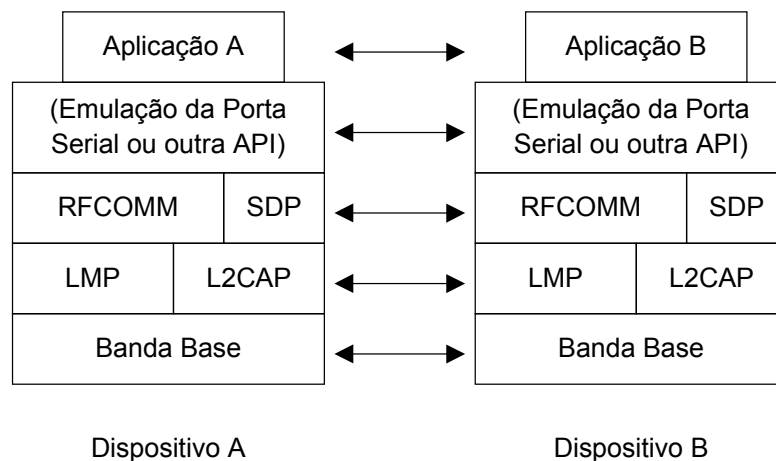 Aplicação A
Aplicação B
(Emulação da Porta
Serial ou outra API)
(Emulação da Porta
Serial ou outra API)
RFCOMM
SDP
RFCOMM
SDP
LMP
L2CAP
LMP
L2CAP
Banda Base
Banda Base
Dispositivo A
Dispositivo B